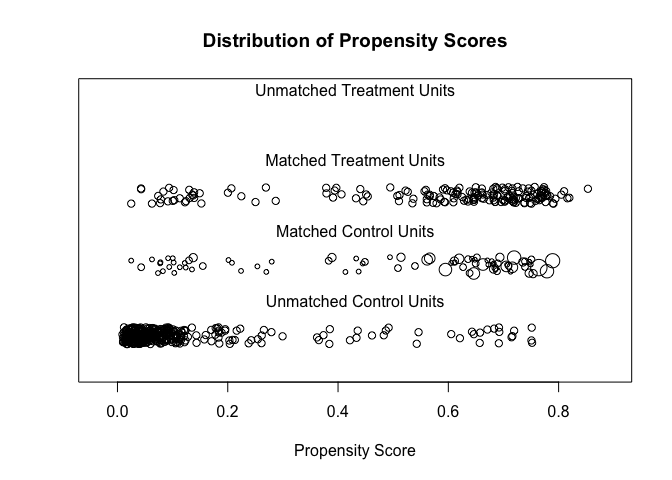 Distribution of Propensity Scores
Unmatched Treatment Units
Matched Treatment Units
Matched Control Units
Unmatched Control Units
0.0 0.2 0.4 0.6 0.8
Propensity Score